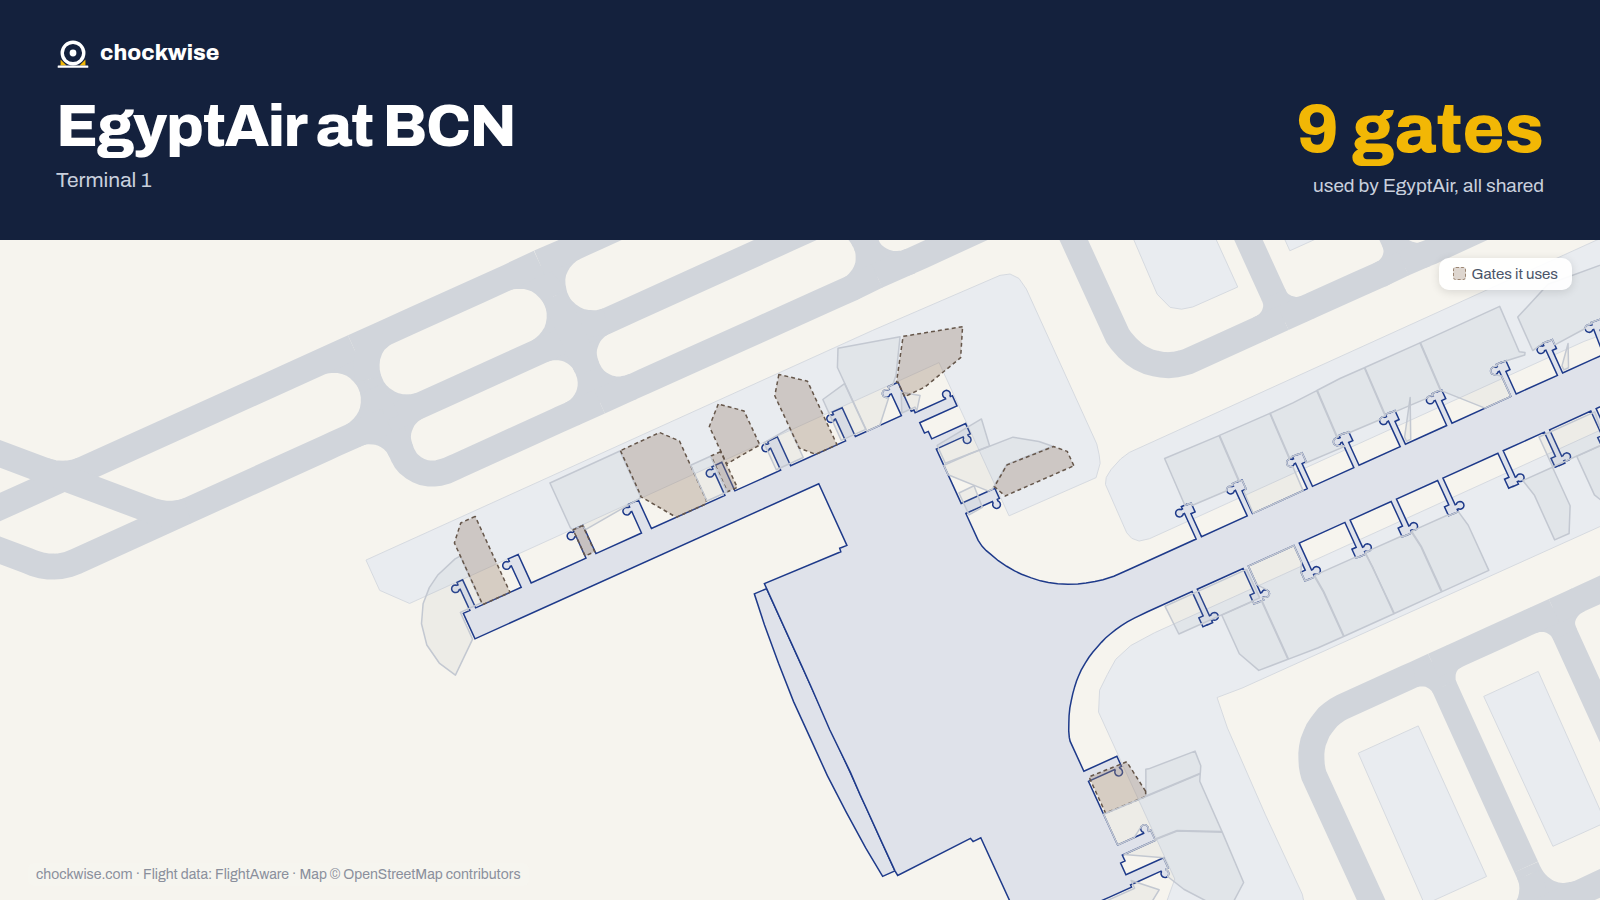 chockwise
EgyptAir at BCN
Terminal 1
9 gates
used by EgyptAir, all shared
Gates it uses
chockwise.com · Flight data: FlightAware · Map © OpenStreetMap contributors